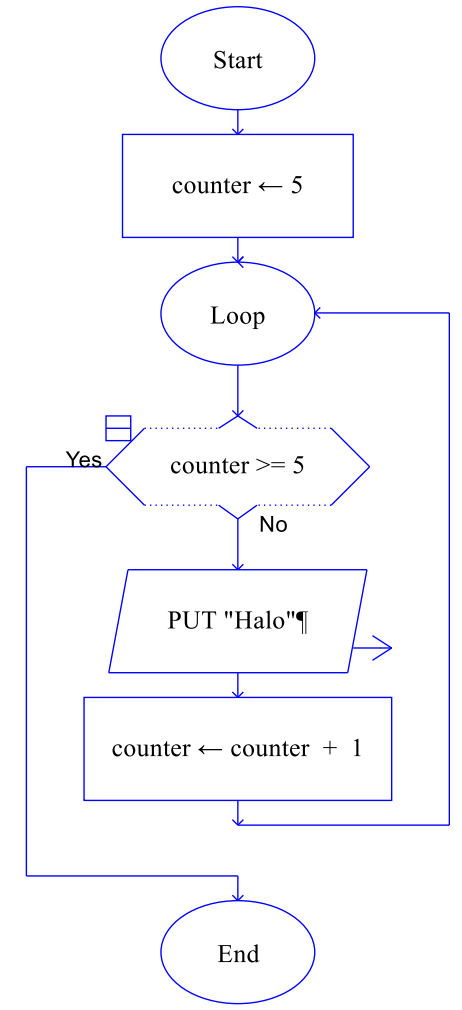 Start
counter ← 5
Loop
counter >= 5
Yes
No
PUT "Halo"¶
counter ← counter + 1
End